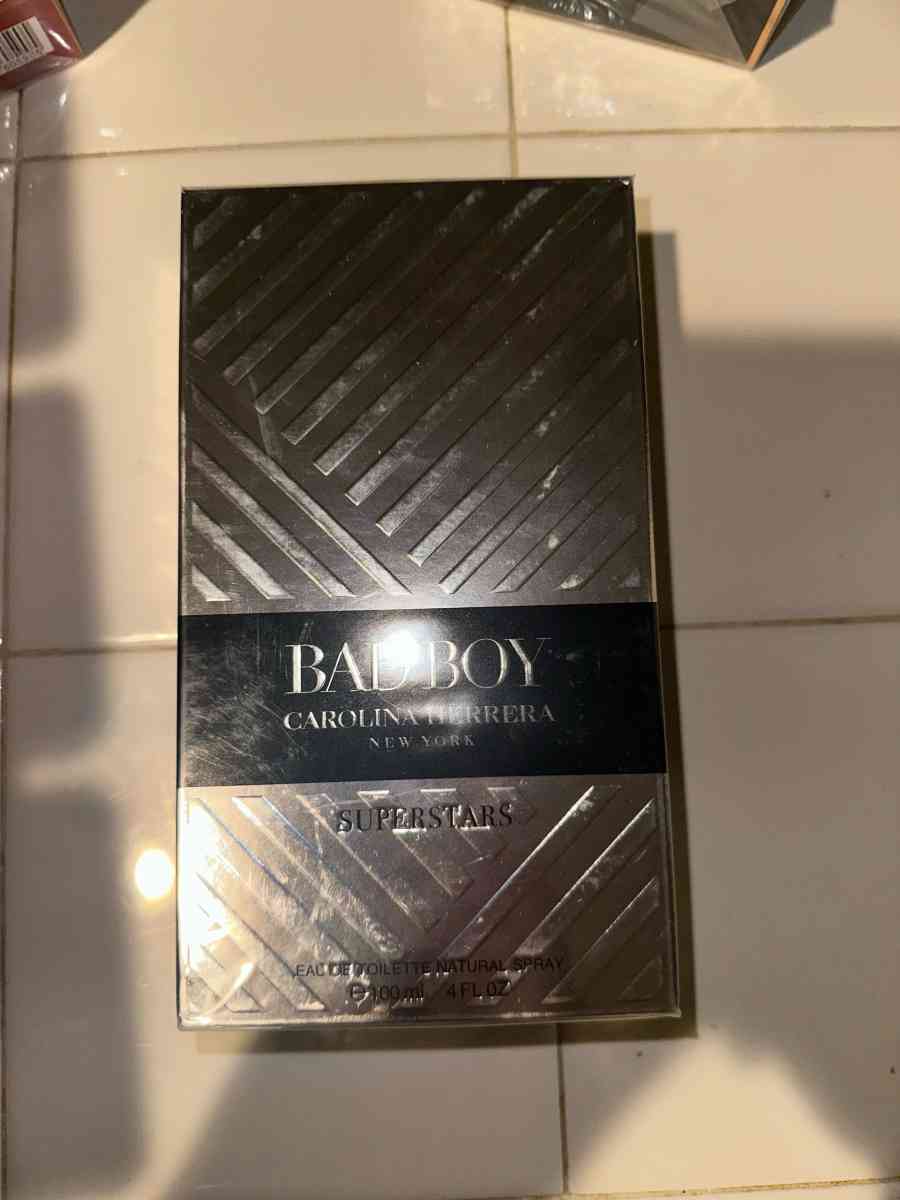 BAD BOY
CAROLINA HERRERA
NEW YORK
SUPERSTARS
EAU DE TOILETTE NATURAL SPRAY
℮ 100 ml 4 FL OZ